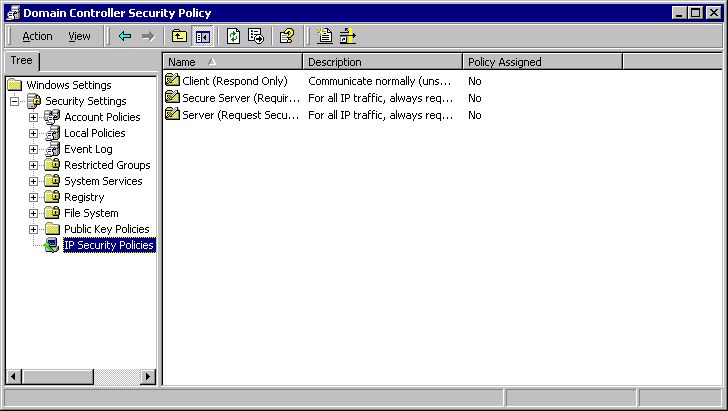 Domain Controller Security Policy
Action View
Tree
Name Description Policy Assigned
Windows Settings
Security Settings
Account Policies
Local Policies
Event Log
Restricted Groups
System Services
Registry
File System
Public Key Policies
IP Security Policies
Client (Respond Only) Communicate normally (uns... No
Secure Server (Requir... For all IP traffic, always req... No
Server (Request Secu... For all IP traffic, always req... No